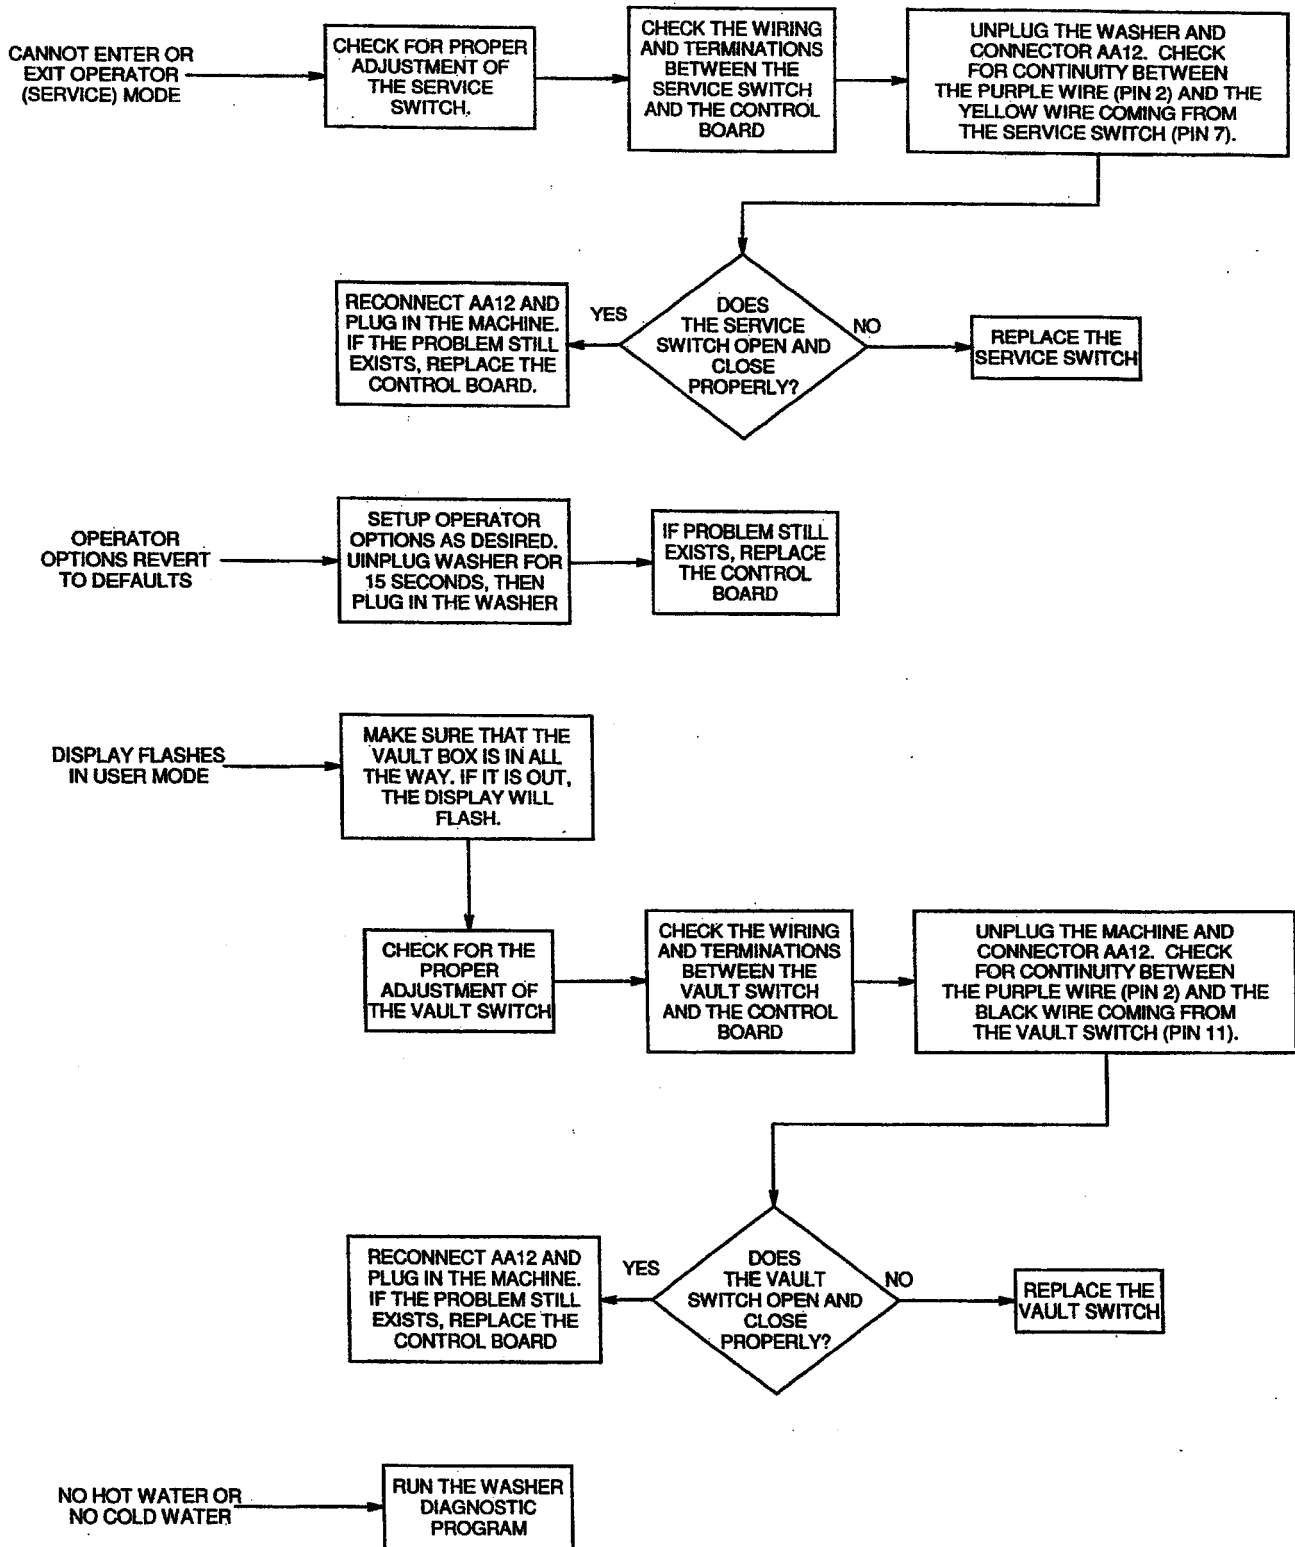 CANNOT ENTER OR
EXIT OPERATOR
(SERVICE) MODE
CHECK FOR PROPER
ADJUSTMENT OF
THE SERVICE
SWITCH.
CHECK THE WIRING
AND TERMINATIONS
BETWEEN THE
SERVICE SWITCH
AND THE CONTROL
BOARD
UNPLUG THE WASHER AND
CONNECTOR AA12. CHECK
FOR CONTINUITY BETWEEN
THE PURPLE WIRE (PIN 2) AND THE
YELLOW WIRE COMING FROM
THE SERVICE SWITCH (PIN 7).
DOES
THE SERVICE
SWITCH OPEN AND
CLOSE
PROPERLY?
YES
RECONNECT AA12 AND
PLUG IN THE MACHINE.
IF THE PROBLEM STILL
EXISTS, REPLACE THE
CONTROL BOARD.
NO
REPLACE THE
SERVICE SWITCH
OPERATOR
OPTIONS REVERT
TO DEFAULTS
SETUP OPERATOR
OPTIONS AS DESIRED.
UINPLUG WASHER FOR
15 SECONDS, THEN
PLUG IN THE WASHER
IF PROBLEM STILL
EXISTS, REPLACE
THE CONTROL
BOARD
DISPLAY FLASHES
IN USER MODE
MAKE SURE THAT THE
VAULT BOX IS IN ALL
THE WAY. IF IT IS OUT,
THE DISPLAY WILL
FLASH.
CHECK FOR THE
PROPER
ADJUSTMENT OF
THE VAULT SWITCH
CHECK THE WIRING
AND TERMINATIONS
BETWEEN THE
VAULT SWITCH
AND THE CONTROL
BOARD
UNPLUG THE MACHINE AND
CONNECTOR AA12. CHECK
FOR CONTINUITY BETWEEN
THE PURPLE WIRE (PIN 2) AND THE
BLACK WIRE COMING FROM
THE VAULT SWITCH (PIN 11).
DOES
THE VAULT
SWITCH OPEN AND
CLOSE
PROPERLY?
YES
RECONNECT AA12 AND
PLUG IN THE MACHINE.
IF THE PROBLEM STILL
EXISTS, REPLACE THE
CONTROL BOARD
NO
REPLACE THE
VAULT SWITCH
NO HOT WATER OR
NO COLD WATER
RUN THE WASHER
DIAGNOSTIC
PROGRAM